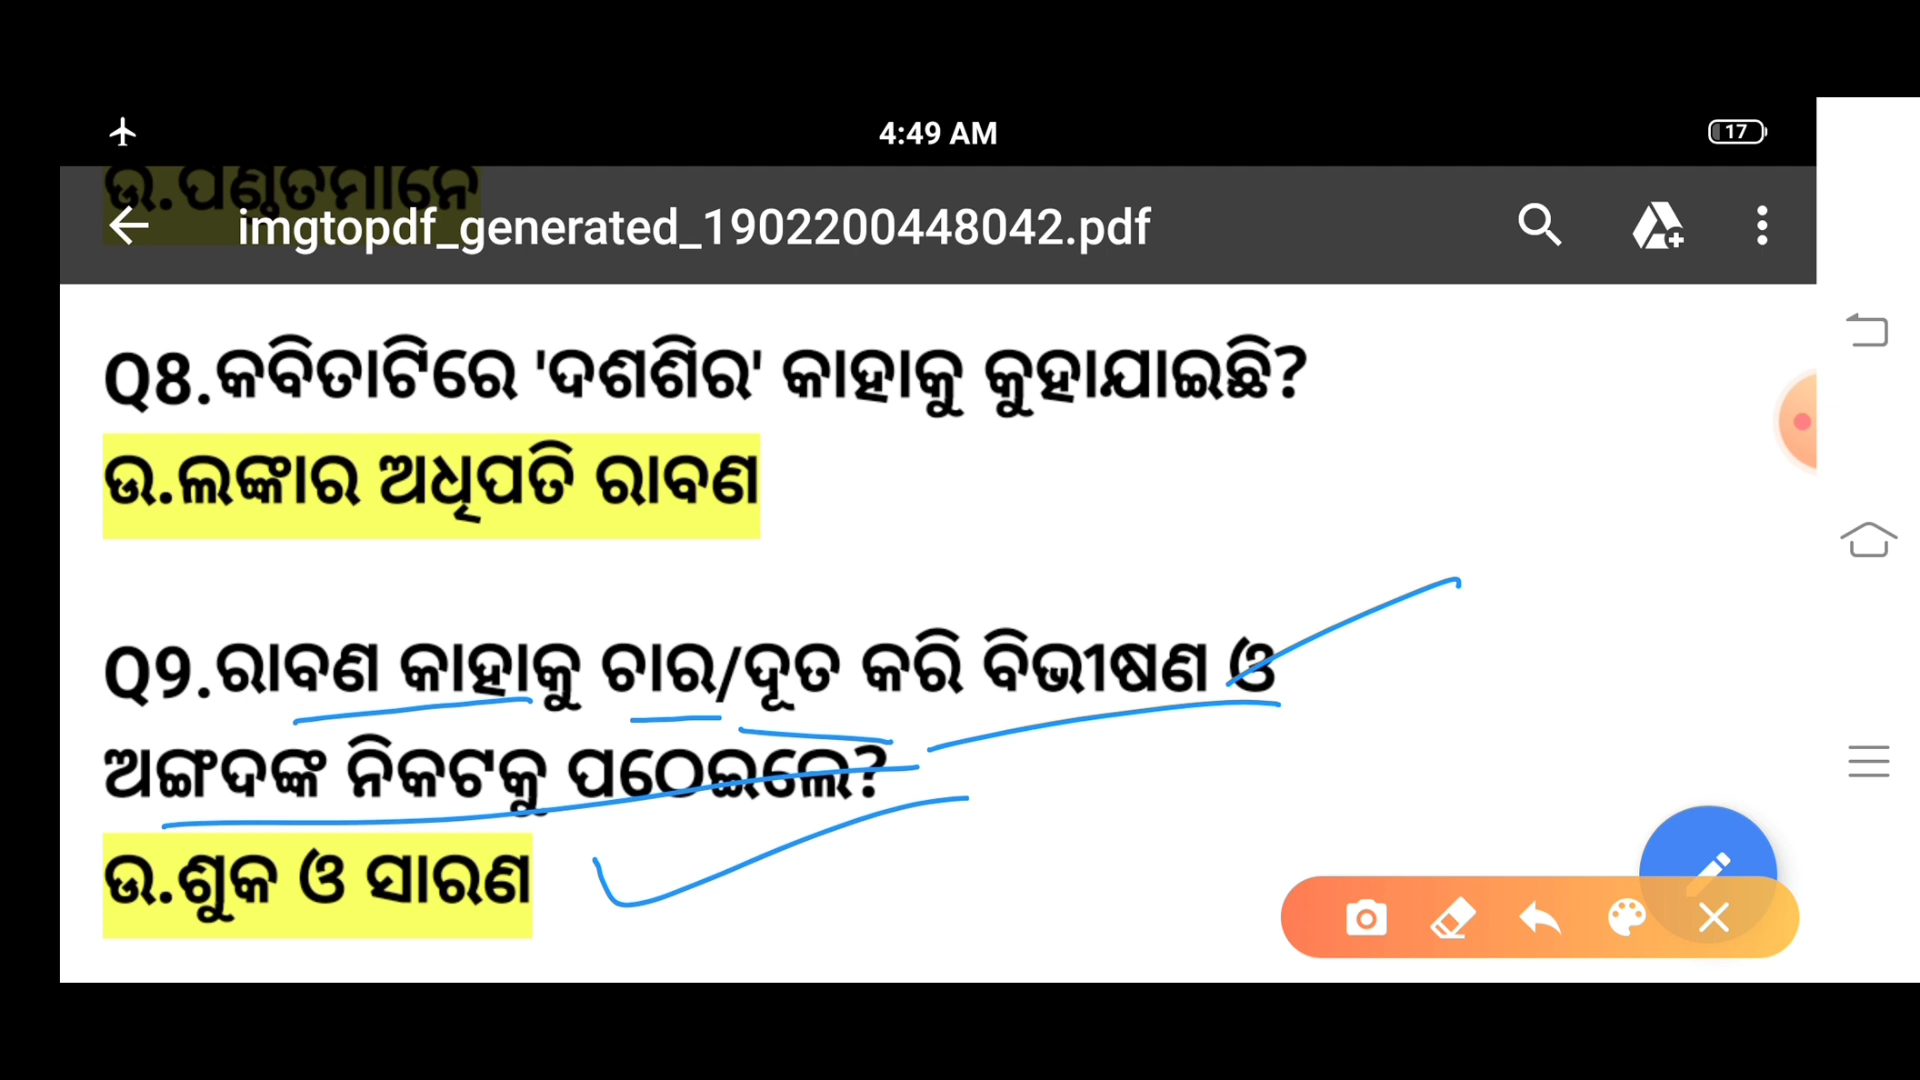 4:49 AM
17
ଉ.ପଣ୍ଡିତମାନେ
imgtopdf_generated_1902200448042.pdf
Q8.କବିତାଟିରେ 'ଦଶଶିର' କାହାକୁ କୁହାଯାଇଛି?
ଉ.ଲଙ୍କାର ଅଧିପତି ରାବଣ
Q9.ରାବଣ କାହାକୁ ଚାର/ଦୂତ କରି ବିଭୀଷଣ ଓ
ଅଙ୍ଗଦଙ୍କ ନିକଟକୁ ପଠେଇଲେ?
ଉ.ଶୁକ ଓ ସାରଣ